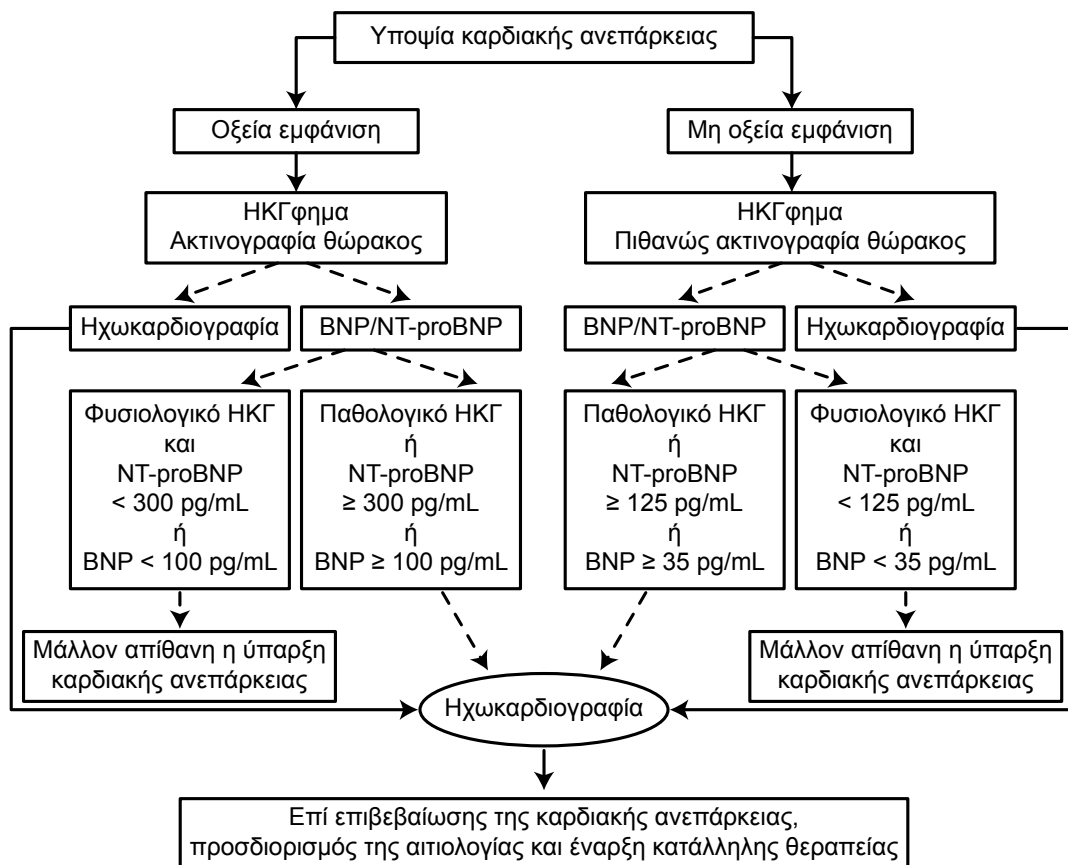 Υποψία καρδιακής ανεπάρκειας
Οξεία εμφάνιση
Μη οξεία εμφάνιση
ΗΚΓφημα
Ακτινογραφία θώρακος
ΗΚΓφημα
Πιθανώς ακτινογραφία θώρακος
Ηχωκαρδιογραφία
BNP/NT-proBNP
BNP/NT-proBNP
Ηχωκαρδιογραφία
Φυσιολογικό ΗΚΓ
και
NT-proBNP
< 300 pg/mL
ή
BNP < 100 pg/mL
Παθολογικό ΗΚΓ
ή
NT-proBNP
≥ 300 pg/mL
ή
BNP ≥ 100 pg/mL
Παθολογικό ΗΚΓ
ή
NT-proBNP
≥ 125 pg/mL
ή
BNP ≥ 35 pg/mL
Φυσιολογικό ΗΚΓ
και
NT-proBNP
< 125 pg/mL
ή
BNP < 35 pg/mL
Μάλλον απίθανη η ύπαρξη
καρδιακής ανεπάρκειας
Μάλλον απίθανη η ύπαρξη
καρδιακής ανεπάρκειας
Ηχωκαρδιογραφία
Επί επιβεβαίωσης της καρδιακής ανεπάρκειας,
προσδιορισμός της αιτιολογίας και έναρξη κατάλληλης θεραπείας